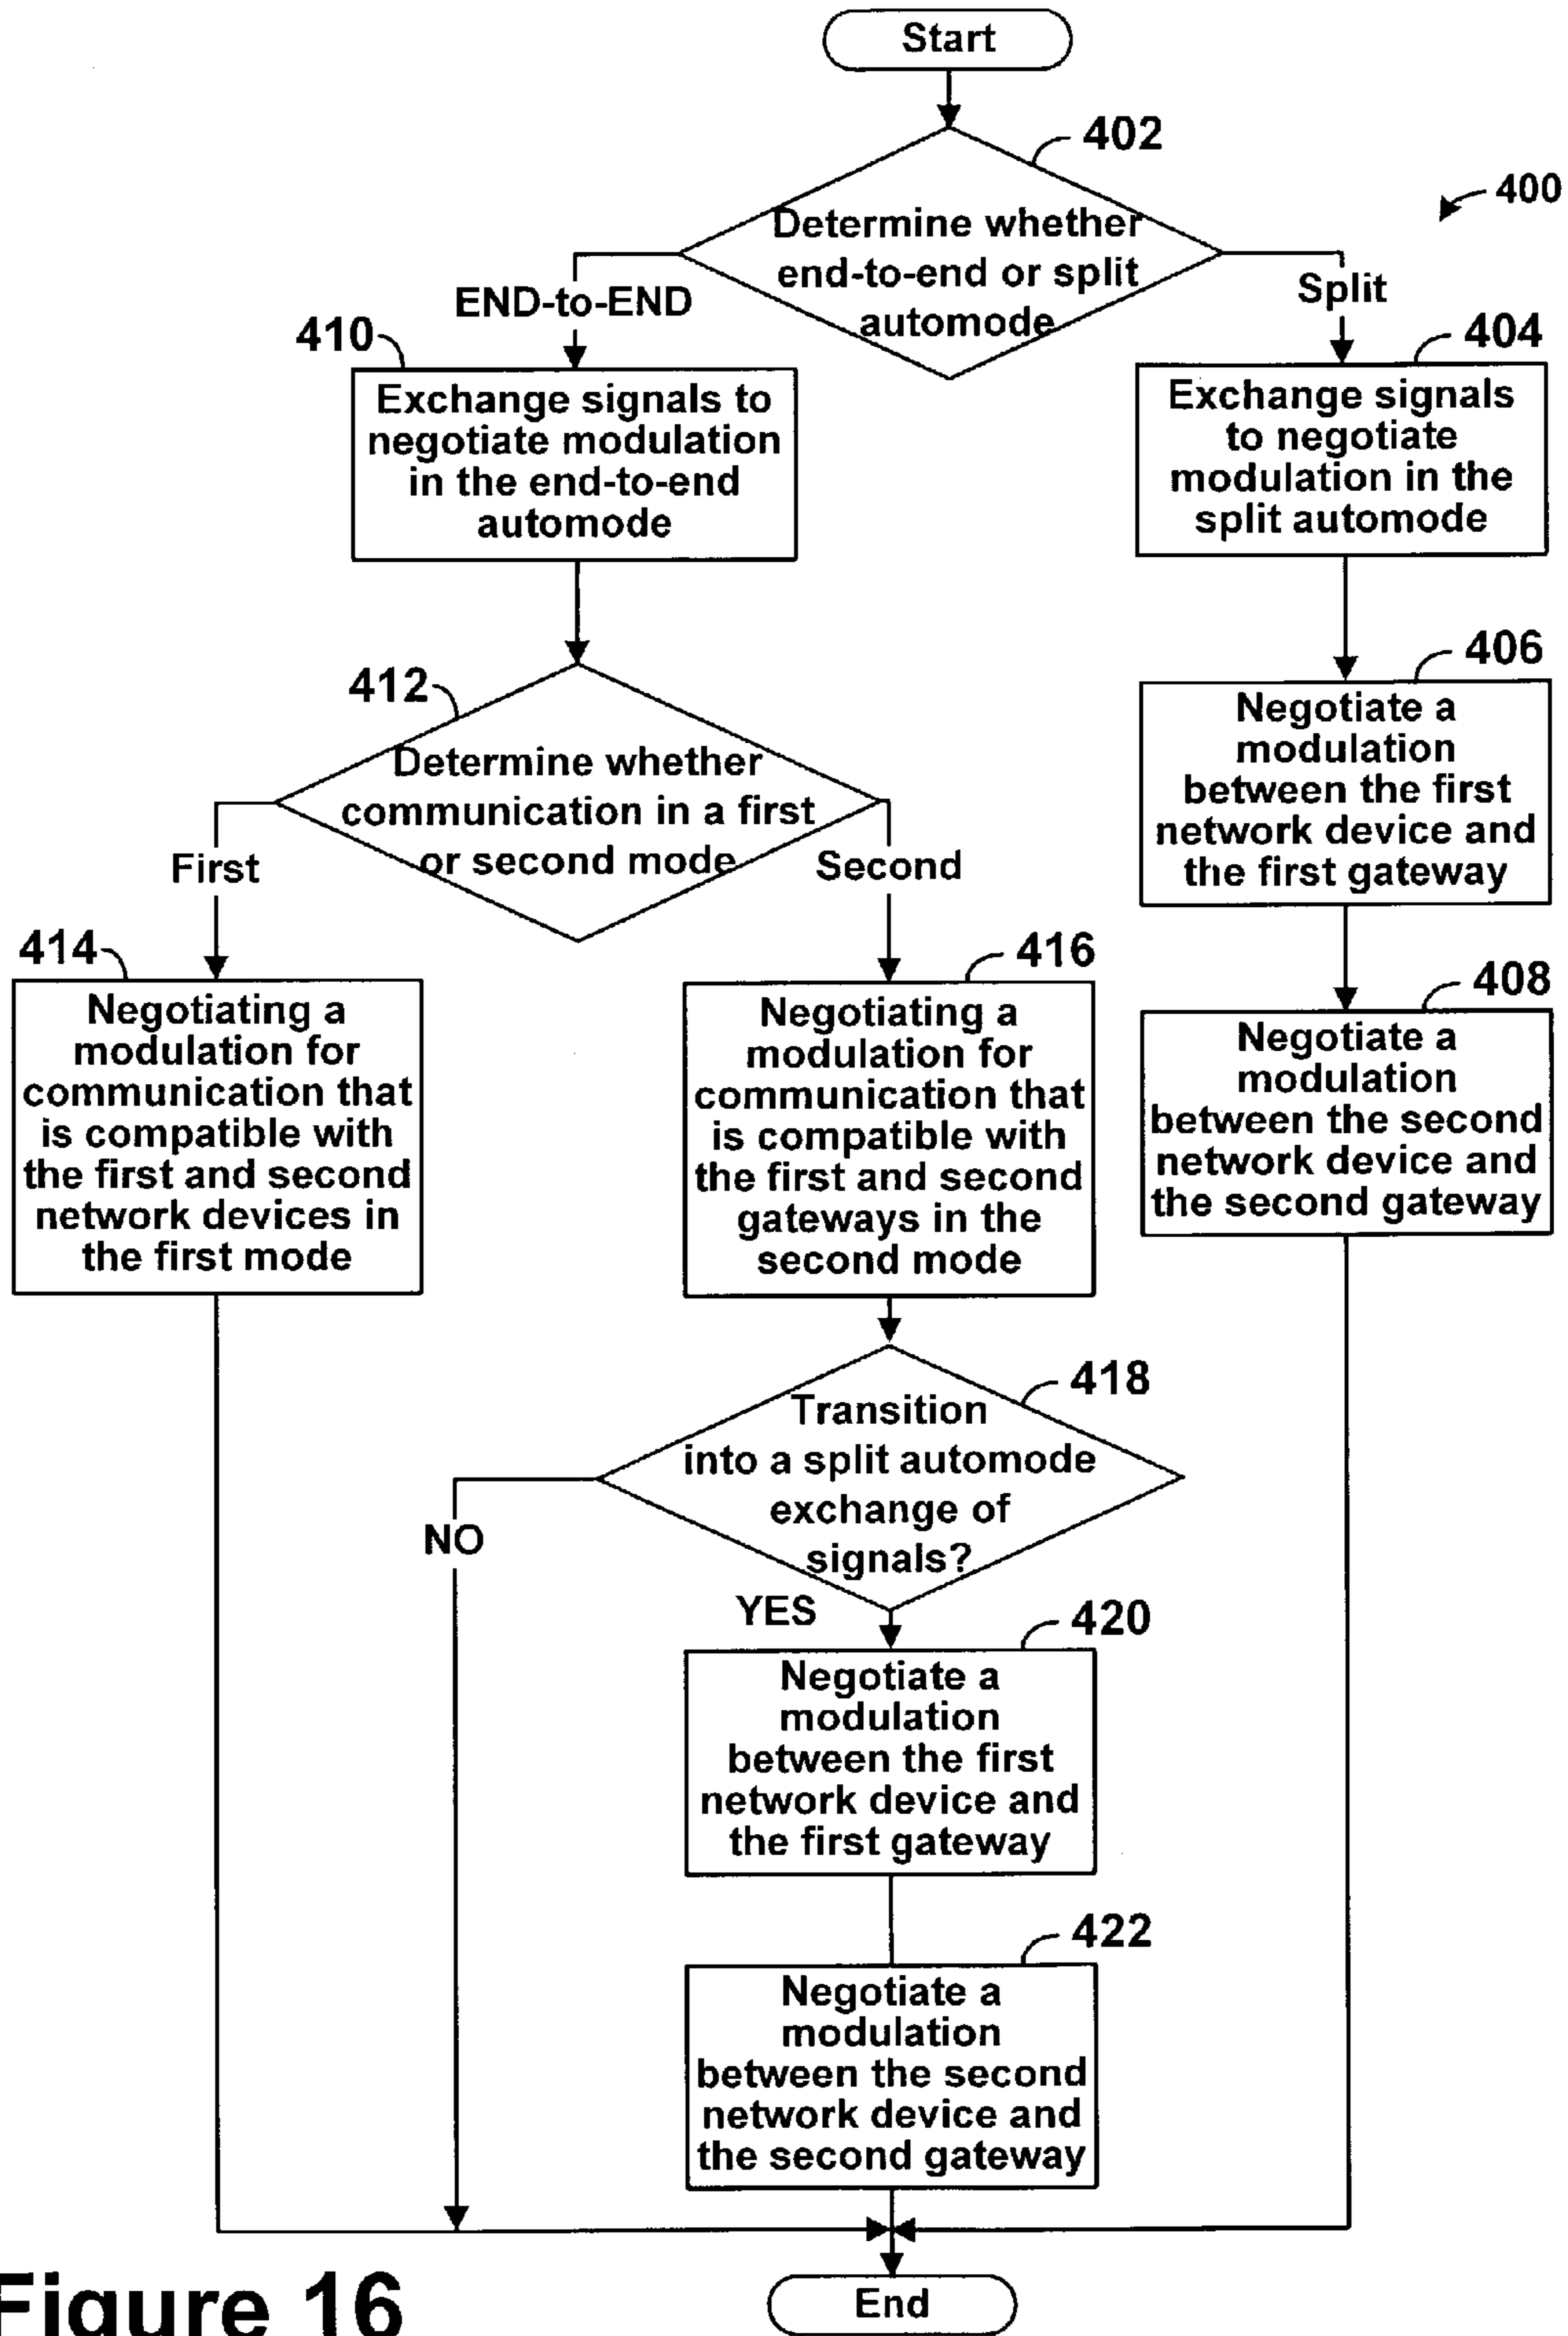 Start
402
400
Determine whether
end-to-end or split
automode
END-to-END
Split
410
Exchange signals to
negotiate modulation
in the end-to-end
automode
404
Exchange signals
to negotiate
modulation in the
split automode
412
Determine whether
communication in a first
or second mode
First
Second
406
Negotiate a
modulation
between the first
network device and
the first gateway
414
Negotiating a
modulation for
communication that
is compatible with
the first and second
network devices in
the first mode
416
Negotiating a
modulation for
communication that
is compatible with
the first and second
gateways in the
second mode
408
Negotiate a
modulation
between the second
network device and
the second gateway
418
Transition
into a split automode
exchange of
signals?
NO
YES
420
Negotiate a
modulation
between the first
network device and
the first gateway
422
Negotiate a
modulation
between the second
network device and
the second gateway
End
Figure 16